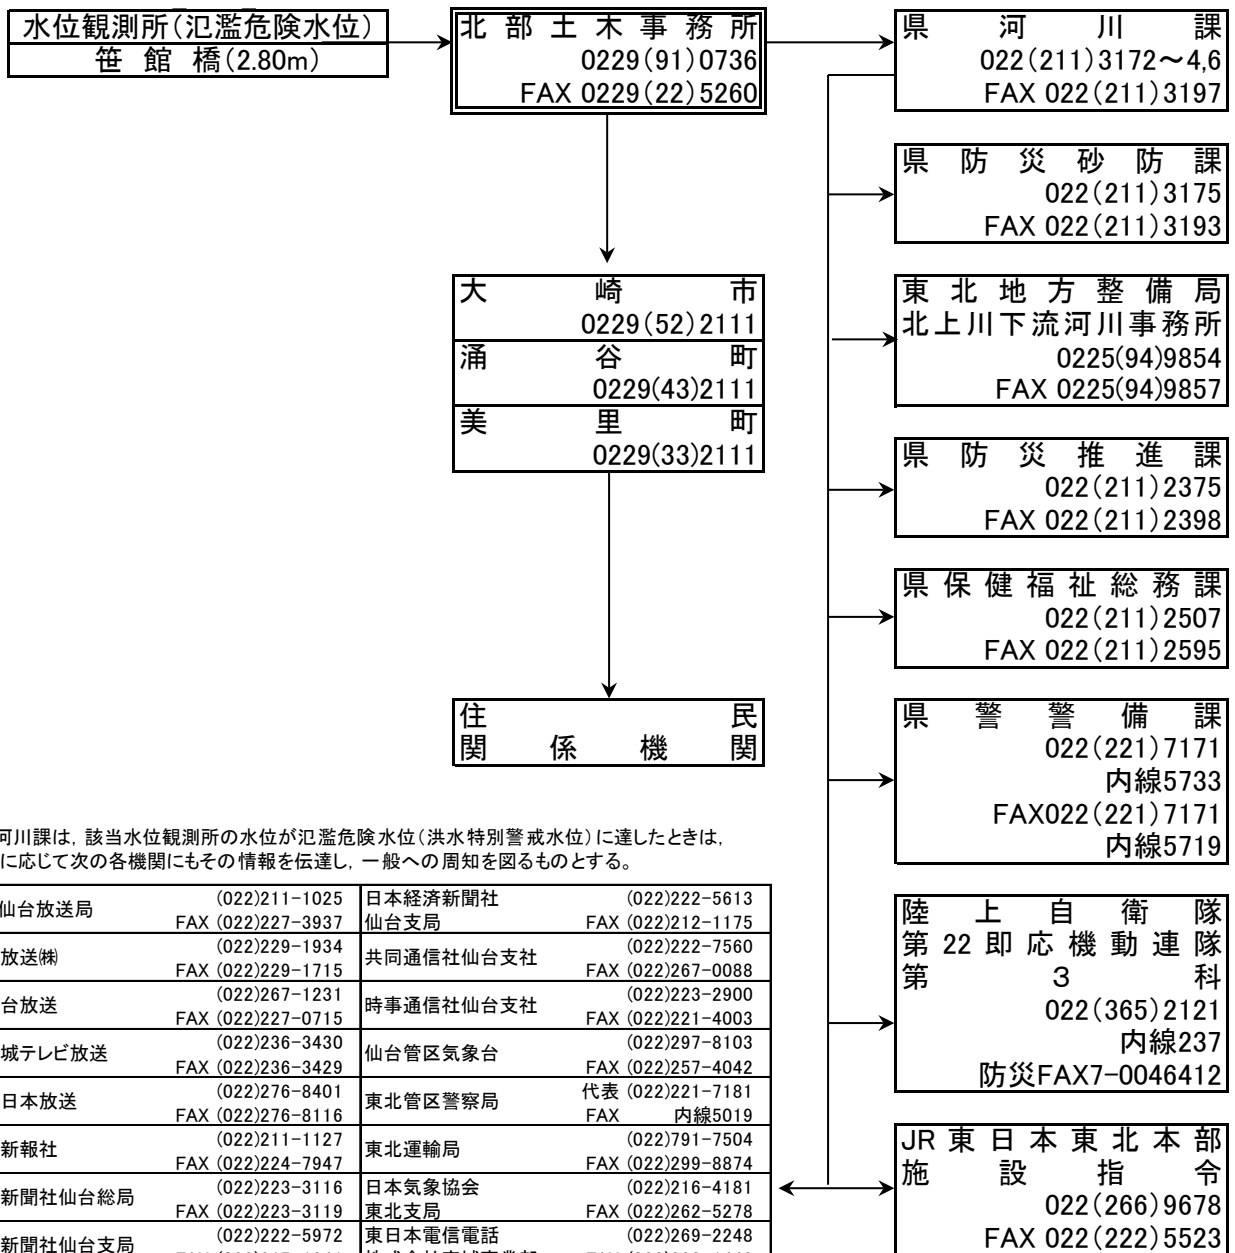 水位観測所（氾濫危険水位）
笹館橋（2.80m）
北部土木事務所
0229（91）0736
FAX 0229（22）5260
県河川課
022（211）3172～4,6
FAX 022（211）3197
県防災砂防課
022（211）3175
FAX 022（211）3193
大崎市
0229（52）2111
涌谷町
0229(43)2111
美里町
0229(33)2111
東北地方整備局
北上川下流河川事務所
0225(94)9854
FAX 0225(94)9857
県防災推進課
022（211）2375
FAX 022（211）2398
県保健福祉総務課
022（211）2507
FAX 022（211）2595
住民
関係機関
県警警備課
022（221）7171
内線5733
FAX022（221）7171
内線5719
陸上自衛隊
第22即応機動連隊
第３科
022（365）2121
内線237
防災FAX7-0046412
JR東日本東北本部
施設指令
022（266）9678
FAX 022（222）5523
河川課は，該当水位観測所の水位が氾濫危険水位（洪水特別警戒水位）に達したときは，
に応じて次の各機関にもその情報を伝達し，一般への周知を図るものとする。
仙台放送局
(022)211-1025
FAX (022)227-3937
日本経済新聞社
仙台支局
(022)222-5613
FAX (022)212-1175
放送㈱
(022)229-1934
FAX (022)229-1715
共同通信社仙台支社
(022)222-7560
FAX (022)267-0088
台放送
(022)267-1231
FAX (022)227-0715
時事通信社仙台支社
(022)223-2900
FAX (022)221-4003
城テレビ放送
(022)236-3430
FAX (022)236-3429
仙台管区気象台
(022)297-8103
FAX (022)257-4042
日本放送
(022)276-8401
FAX (022)276-8116
東北管区警察局
代表 (022)221-7181
FAX 内線5019
新報社
(022)211-1127
FAX (022)224-7947
東北運輸局
(022)791-7504
FAX (022)299-8874
新聞社仙台総局
(022)223-3116
FAX (022)223-3119
日本気象協会
東北支局
(022)216-4181
FAX (022)262-5278
新聞社仙台支局
(022)222-5972
東日本電信電話
(022)269-2248